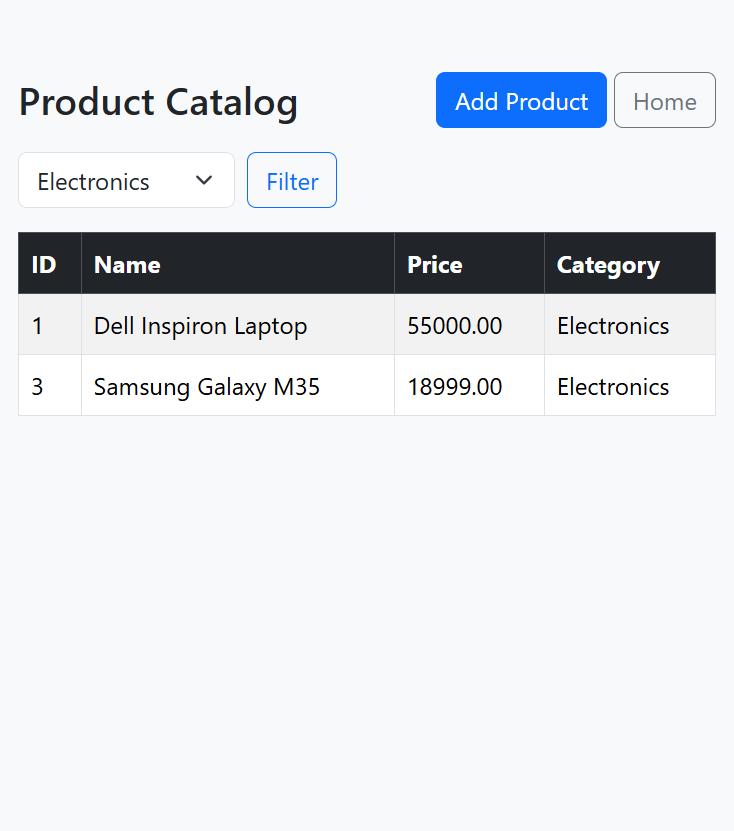 Product Catalog Add Product Home
Electronics Filter
ID Name Price Category
1 Dell Inspiron Laptop 55000.00 Electronics
3 Samsung Galaxy M35 18999.00 Electronics